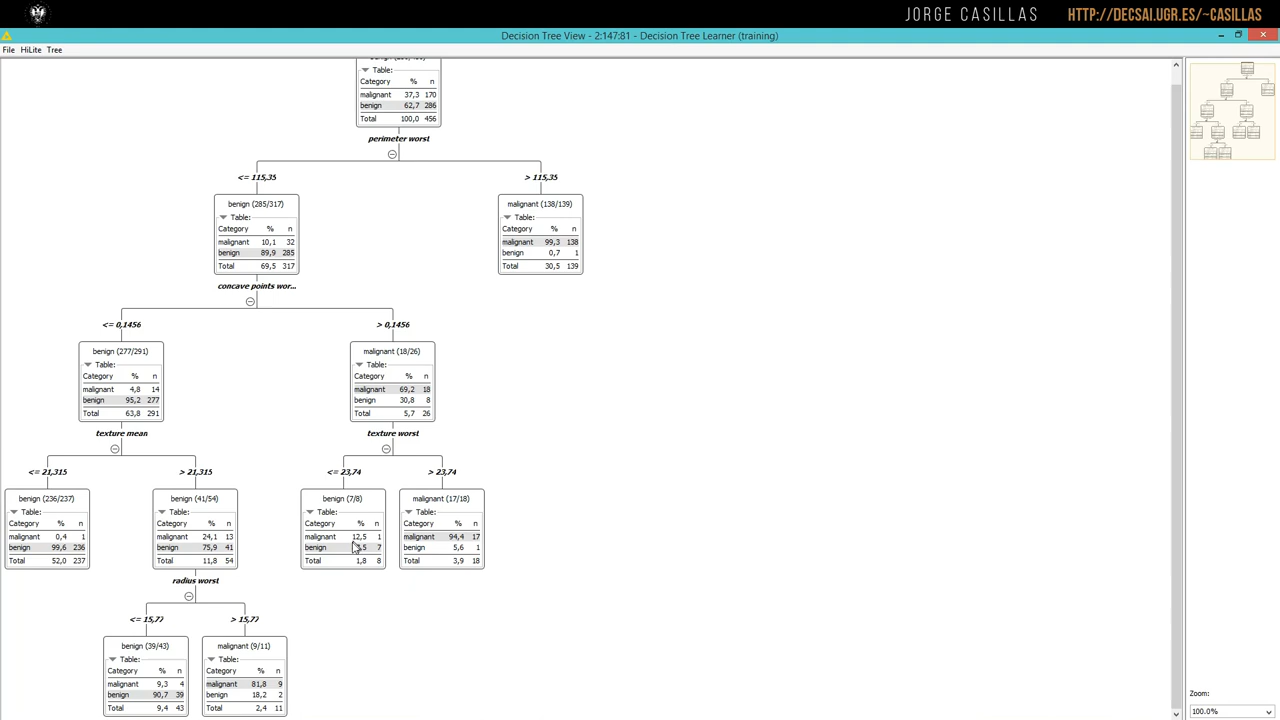 JORGE CASILLAS HTTP://DECSAI.UGR.ES/~CASILLAS
Decision Tree View - 2:147:81 - Decision Tree Learner (training)
File HiLite Tree
Table:
Category % n
malignant 37,3 170
benign 62,7 286
Total 100,0 456
perimeter worst
<= 115,35
> 115,35
benign (285/317)
Table:
Category % n
malignant 10,1 32
benign 89,9 285
Total 69,5 317
malignant (138/139)
Table:
Category % n
malignant 99,3 138
benign 0,7 1
Total 30,5 139
concave points wor...
<= 0,1456
> 0,1456
benign (277/291)
Table:
Category % n
malignant 4,8 14
benign 95,2 277
Total 63,8 291
malignant (18/26)
Table:
Category % n
malignant 69,2 18
benign 30,8 8
Total 5,7 26
texture mean
texture worst
<= 21,315
> 21,315
<= 23,74
> 23,74
benign (236/237)
Table:
Category % n
malignant 0,4 1
benign 99,6 236
Total 52,0 237
benign (41/54)
Table:
Category % n
malignant 24,1 13
benign 75,9 41
Total 11,8 54
benign (7/8)
Table:
Category % n
malignant 12,5 1
benign 7
Total 1,8 8
malignant (17/18)
Table:
Category % n
malignant 94,4 17
benign 5,6 1
Total 3,9 18
radius worst
<= 15,77
> 15,77
benign (39/43)
Table:
Category % n
malignant 9,3 4
benign 90,7 39
Total 9,4 43
malignant (9/11)
Table:
Category % n
malignant 81,8 9
benign 18,2 2
Total 2,4 11
Zoom:
100.0%